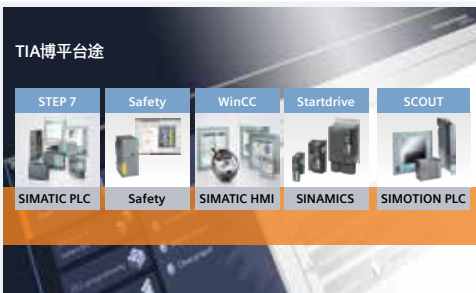 TIA博平台途
STEP 7
Safety
WinCC
Startdrive
SCOUT
SIMATIC PLC
Safety
SIMATIC HMI
SINAMICS
SIMOTION PLC